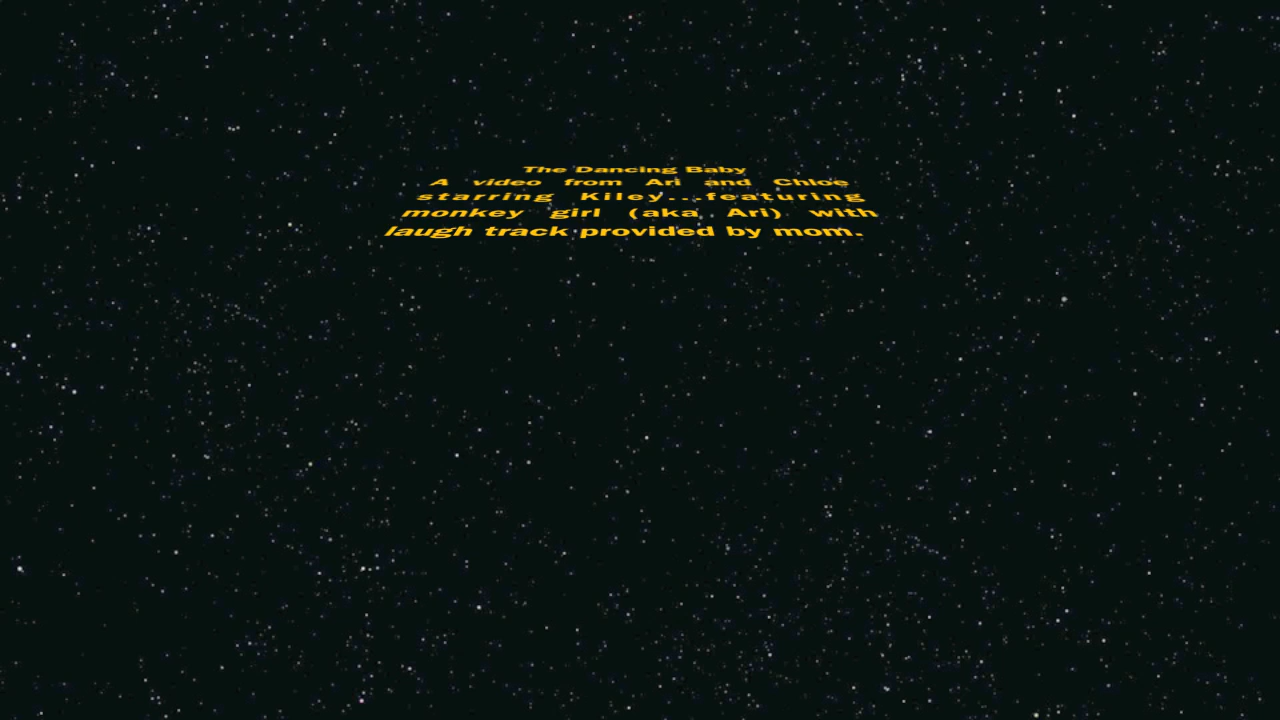 The Dancing Baby
A video from Ari and Chloe
starring Kiley...featuring
monkey girl (aka Ari) with
laugh track provided by mom.